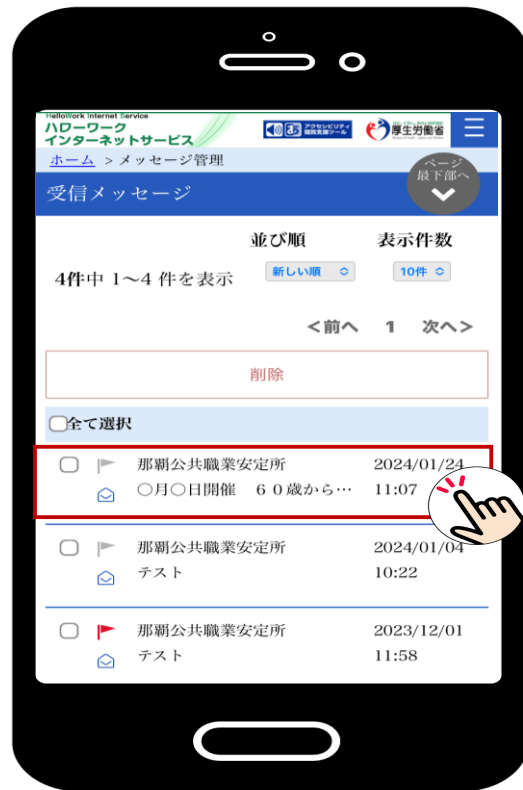 HelloWork Internet Service
ハローワーク
インターネットサービス
アクセシビリティ
閲覧支援ツール
厚生労働省
ホーム > メッセージ管理
ページ
最下部へ
受信メッセージ
並び順 表示件数
4件中 1～4 件を表示 新しい順 10件
<前へ 1 次へ>
削除
全て選択
那覇公共職業安定所 2024/01/24
○月○日開催 ６０歳から… 11:07
那覇公共職業安定所 2024/01/04
テスト 10:22
那覇公共職業安定所 2023/12/01
テスト 11:58